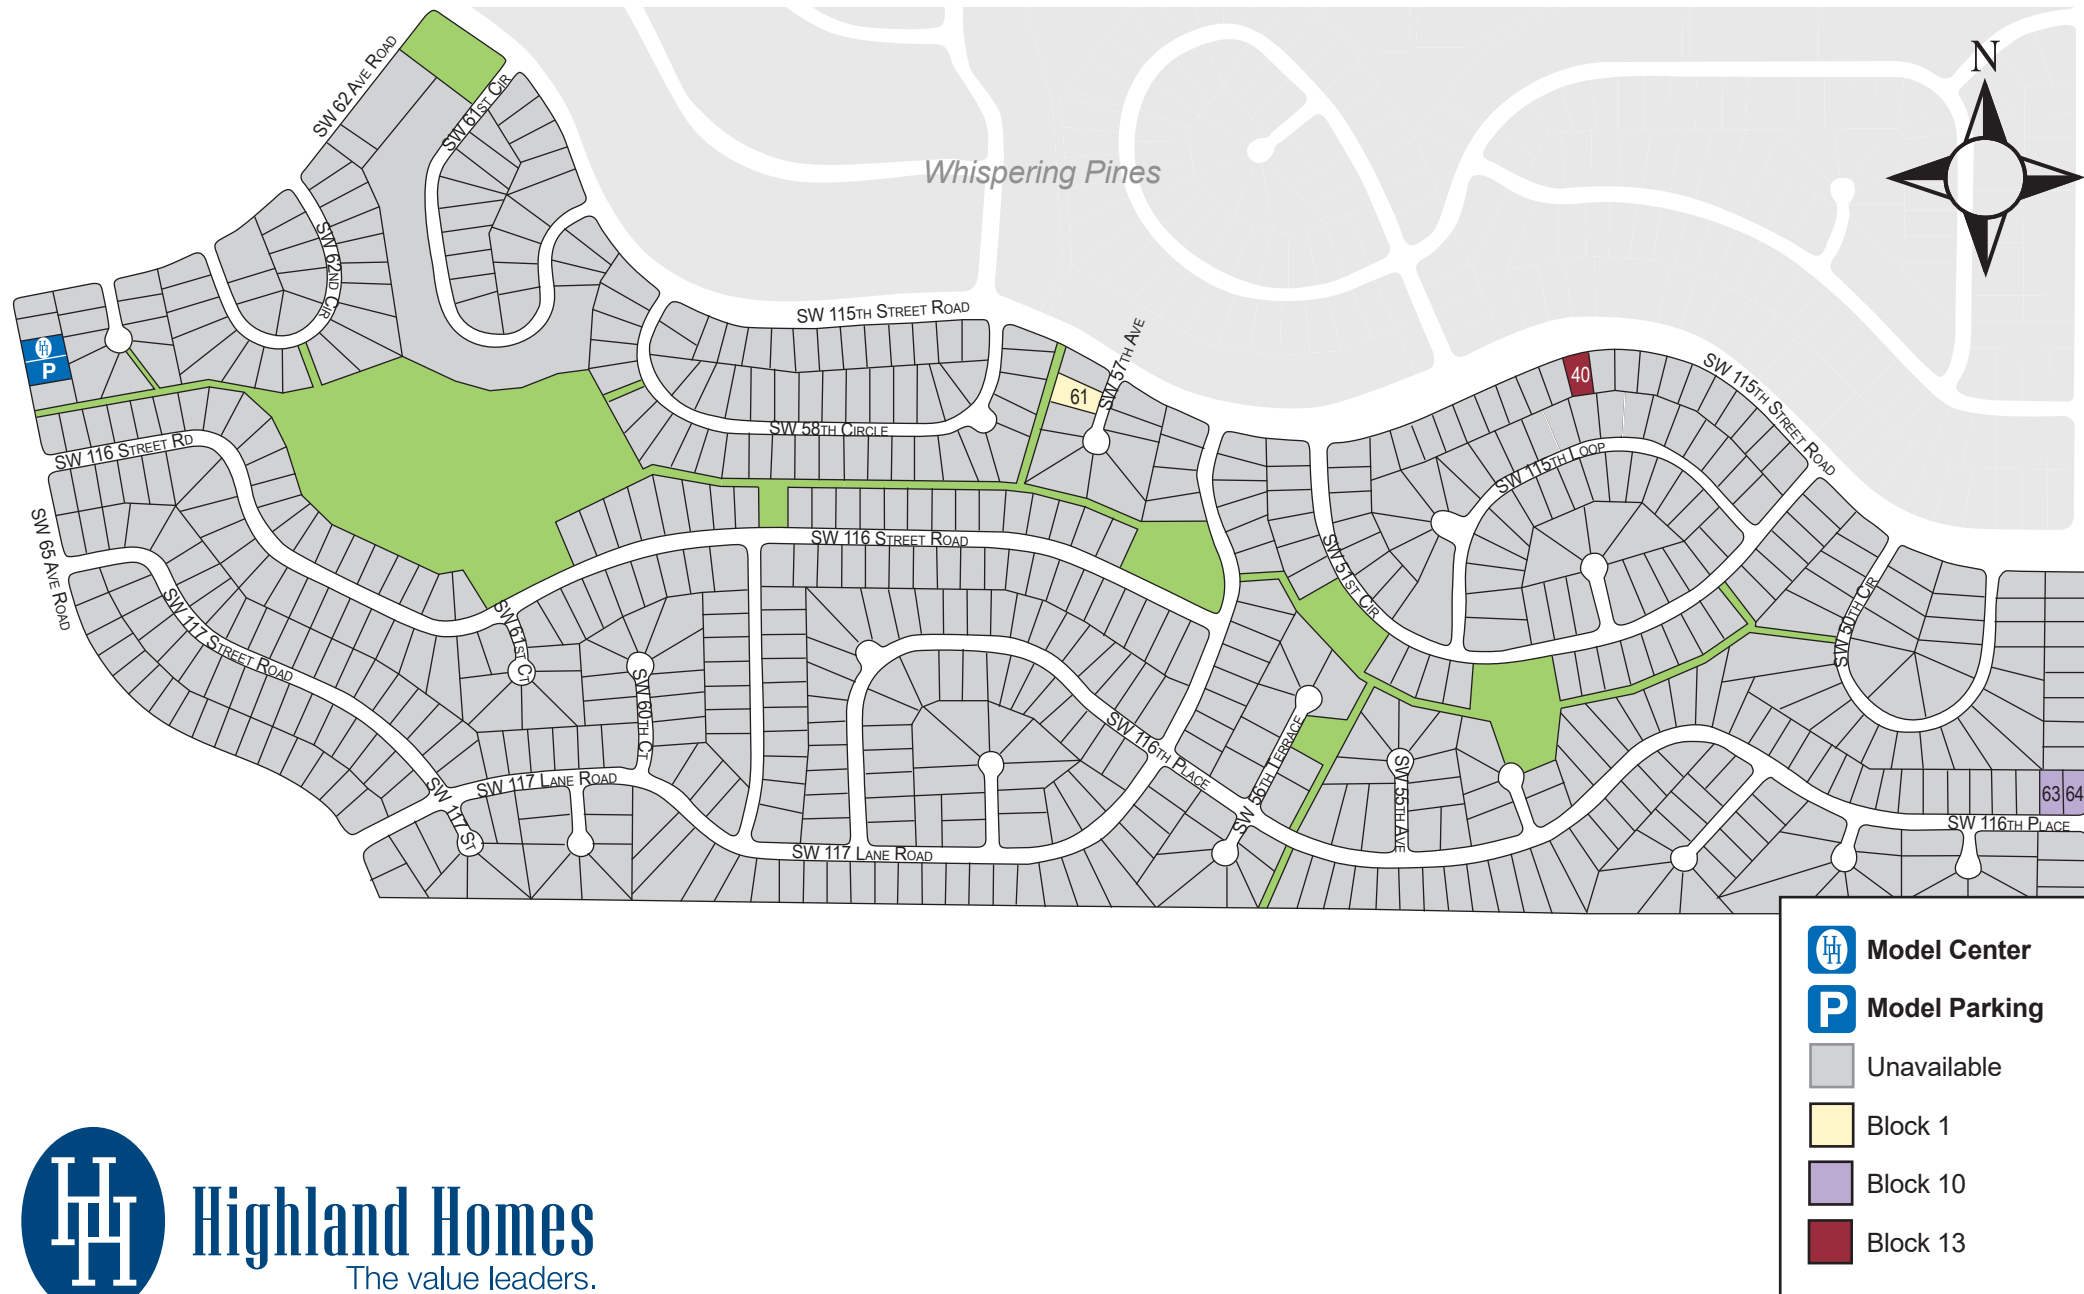 N
SW 62 Ave Road
SW 61st Cir
Whispering Pines
SW 62nd Cir
SW 115th Street Road
SW 57th Ave
HH
P
61
40
SW 115th Street Road
SW 58th Circle
SW 116 Street Rd
SW 115th Loop
SW 65 Ave Road
SW 116 Street Road
SW 51st Cir
SW 50th Cir
SW 117 Street Road
SW 61st Ct
SW 60th Ct
SW 116th Place
SW 56th Terrace
SW 55th Ave
SW 117 Lane Road
SW 117 St
SW 117 Lane Road
63 64
SW 116th Place
HH Model Center
P Model Parking
Unavailable
Block 1
Block 10
Block 13
HH
Highland Homes
The value leaders.